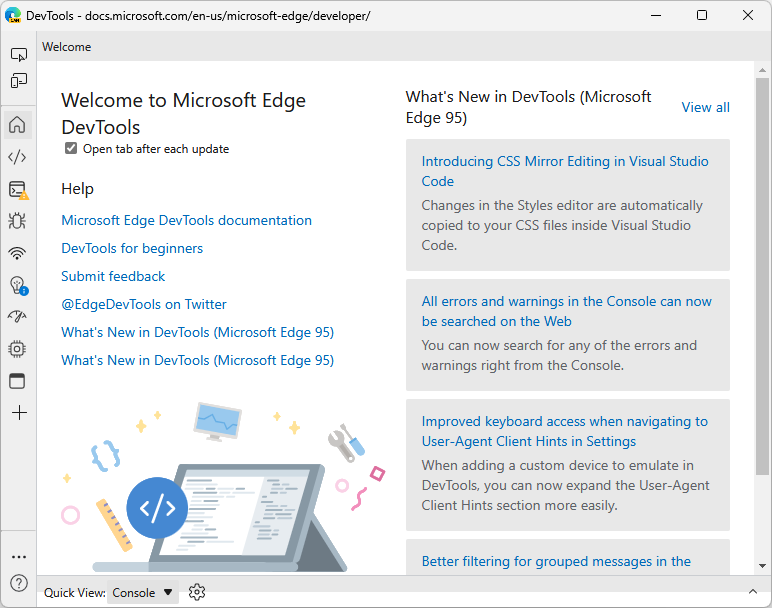 DevTools - docs.microsoft.com/en-us/microsoft-edge/developer/
Welcome
Welcome to Microsoft Edge
DevTools
Open tab after each update
Help
Microsoft Edge DevTools documentation
DevTools for beginners
Submit feedback
@EdgeDevTools on Twitter
What's New in DevTools (Microsoft Edge 95)
What's New in DevTools (Microsoft Edge 95)
What's New in DevTools (Microsoft
Edge 95)
View all
Introducing CSS Mirror Editing in Visual Studio
Code
Changes in the Styles editor are automatically
copied to your CSS files inside Visual Studio
Code.
All errors and warnings in the Console can now
be searched on the Web
You can now search for any of the errors and
warnings right from the Console.
Improved keyboard access when navigating to
User-Agent Client Hints in Settings
When adding a custom device to emulate in
DevTools, you can now expand the User-Agent
Client Hints section more easily.
Better filtering for grouped messages in the
Quick View: Console